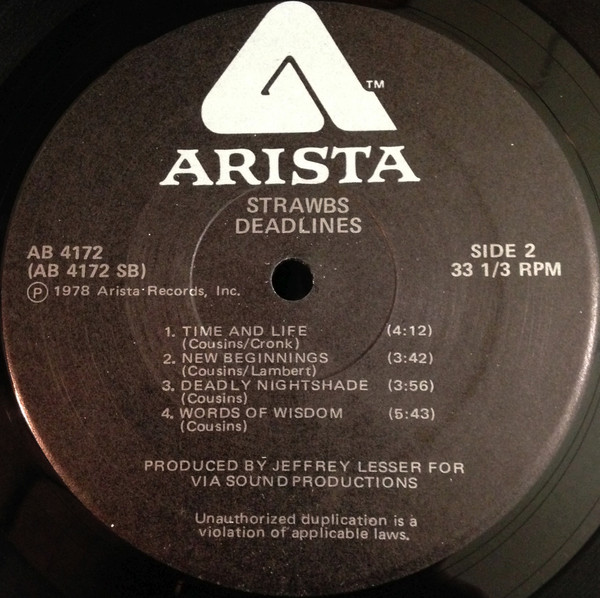 TM
ARISTA
STRAWBS
DEADLINES
AB 4172
(AB 4172 SB)
Ⓟ 1978 Arista Records, Inc.
SIDE 2
33 1/3 RPM
1. TIME AND LIFE (4:12)
(Cousins/Cronk)
2. NEW BEGINNINGS (3:42)
(Cousins/Lambert)
3. DEADLY NIGHTSHADE (3:56)
(Cousins)
4. WORDS OF WISDOM (5:43)
(Cousins)
PRODUCED BY JEFFREY LESSER FOR
VIA SOUND PRODUCTIONS
Unauthorized duplication is a
violation of applicable laws.